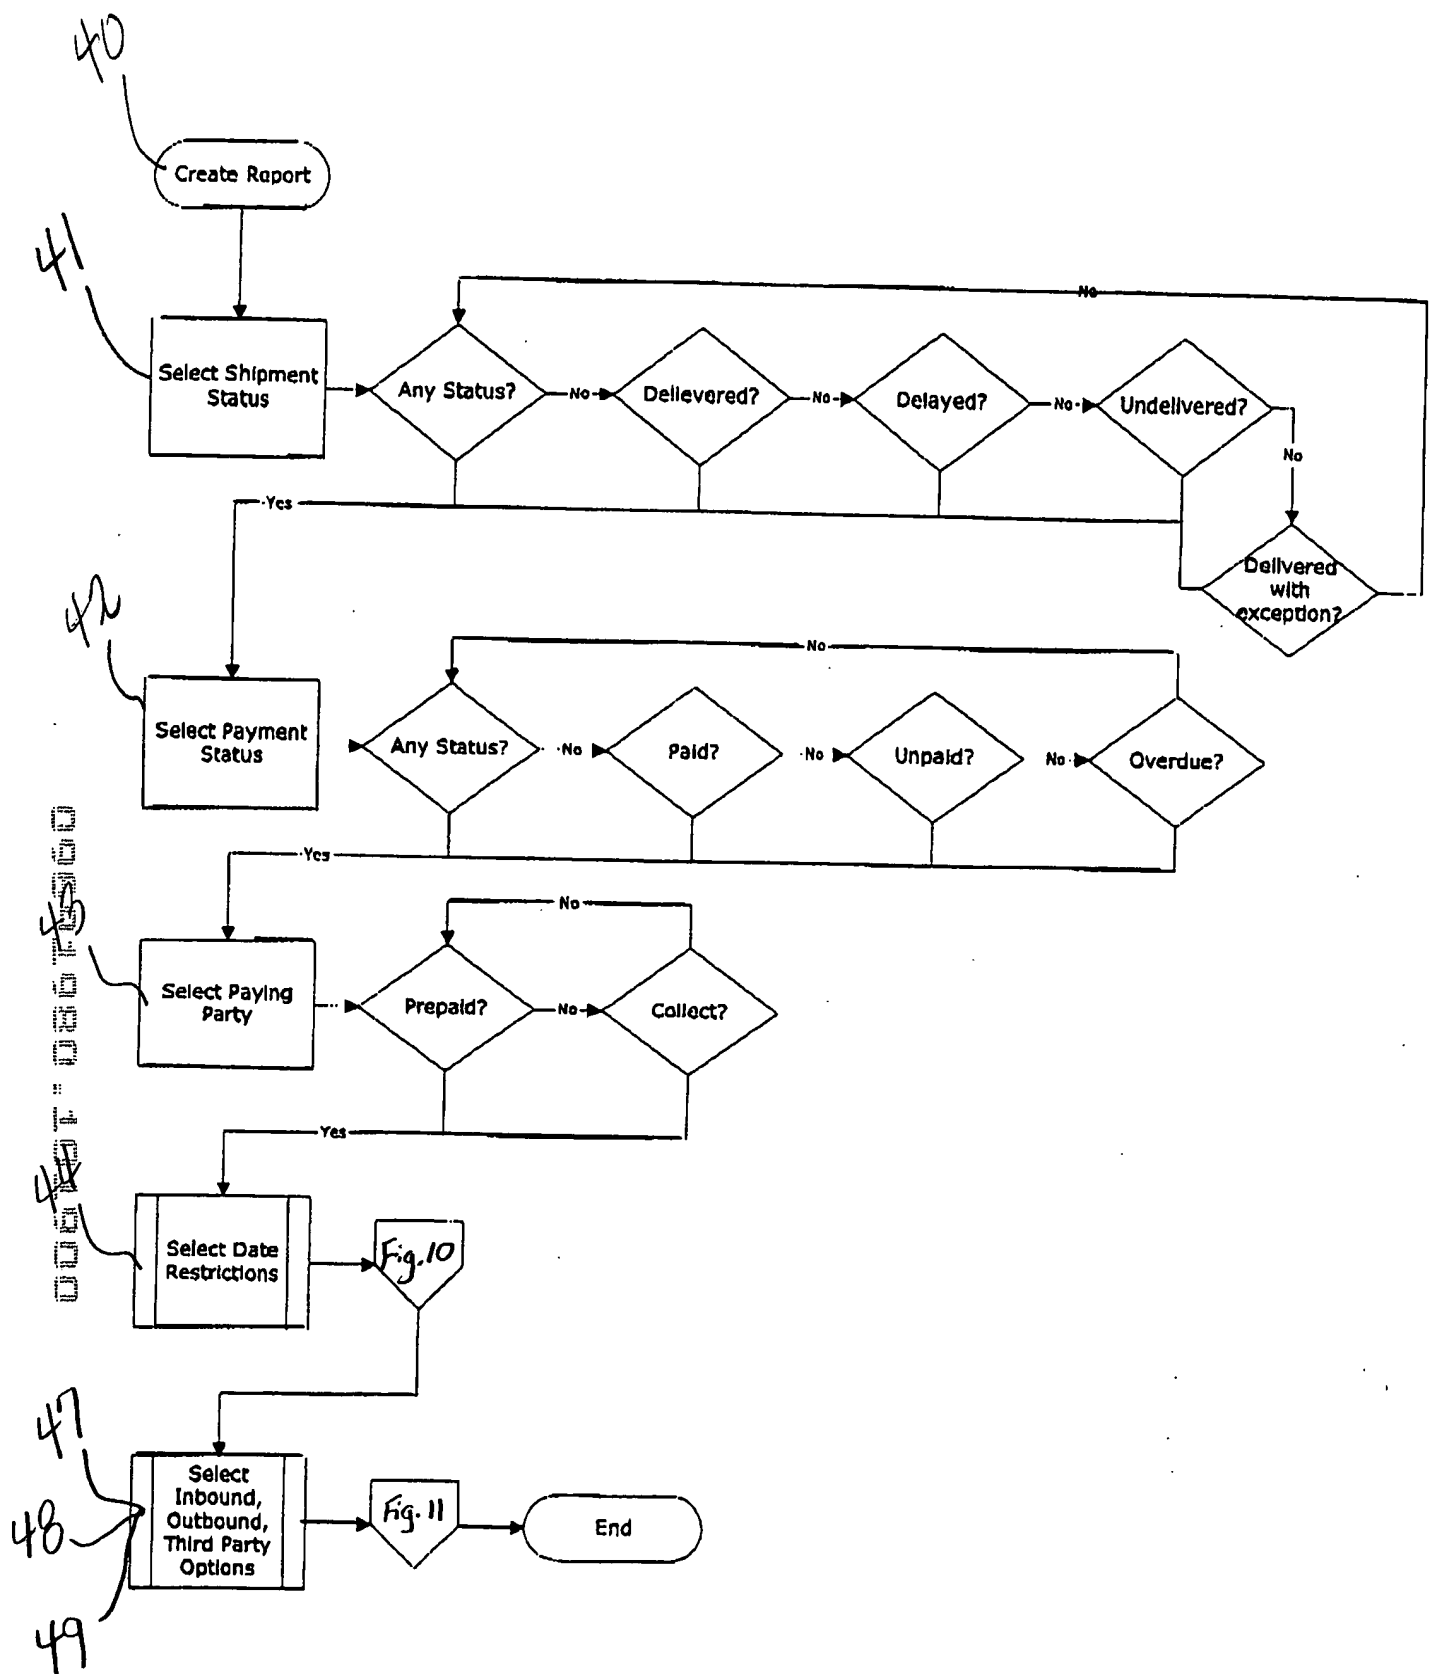 40
Create Report
41
No
Select Shipment
Status
Any Status?
No
Delievered?
No
Delayed?
No
Undelivered?
No
Yes
Delivered
with
exception?
42
No
Select Payment
Status
Any Status?
No
Paid?
No
Unpaid?
No
Overdue?
Yes
43
No
Select Paying
Party
Prepaid?
No
Collect?
Yes
44
Select Date
Restrictions
Fig. 10
47
48
49
Select
Inbound,
Outbound,
Third Party
Options
Fig. 11
End